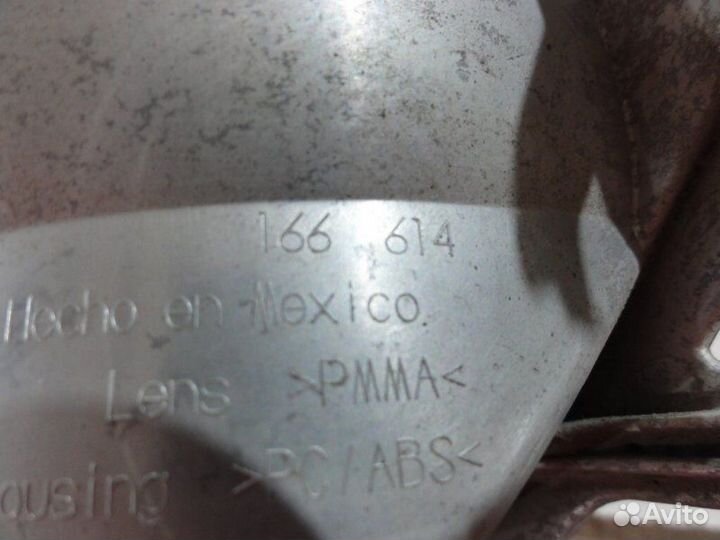 166 614
Hecho en Mexico
Lens >PMMA<
ousing >PC/ABS<
Avito